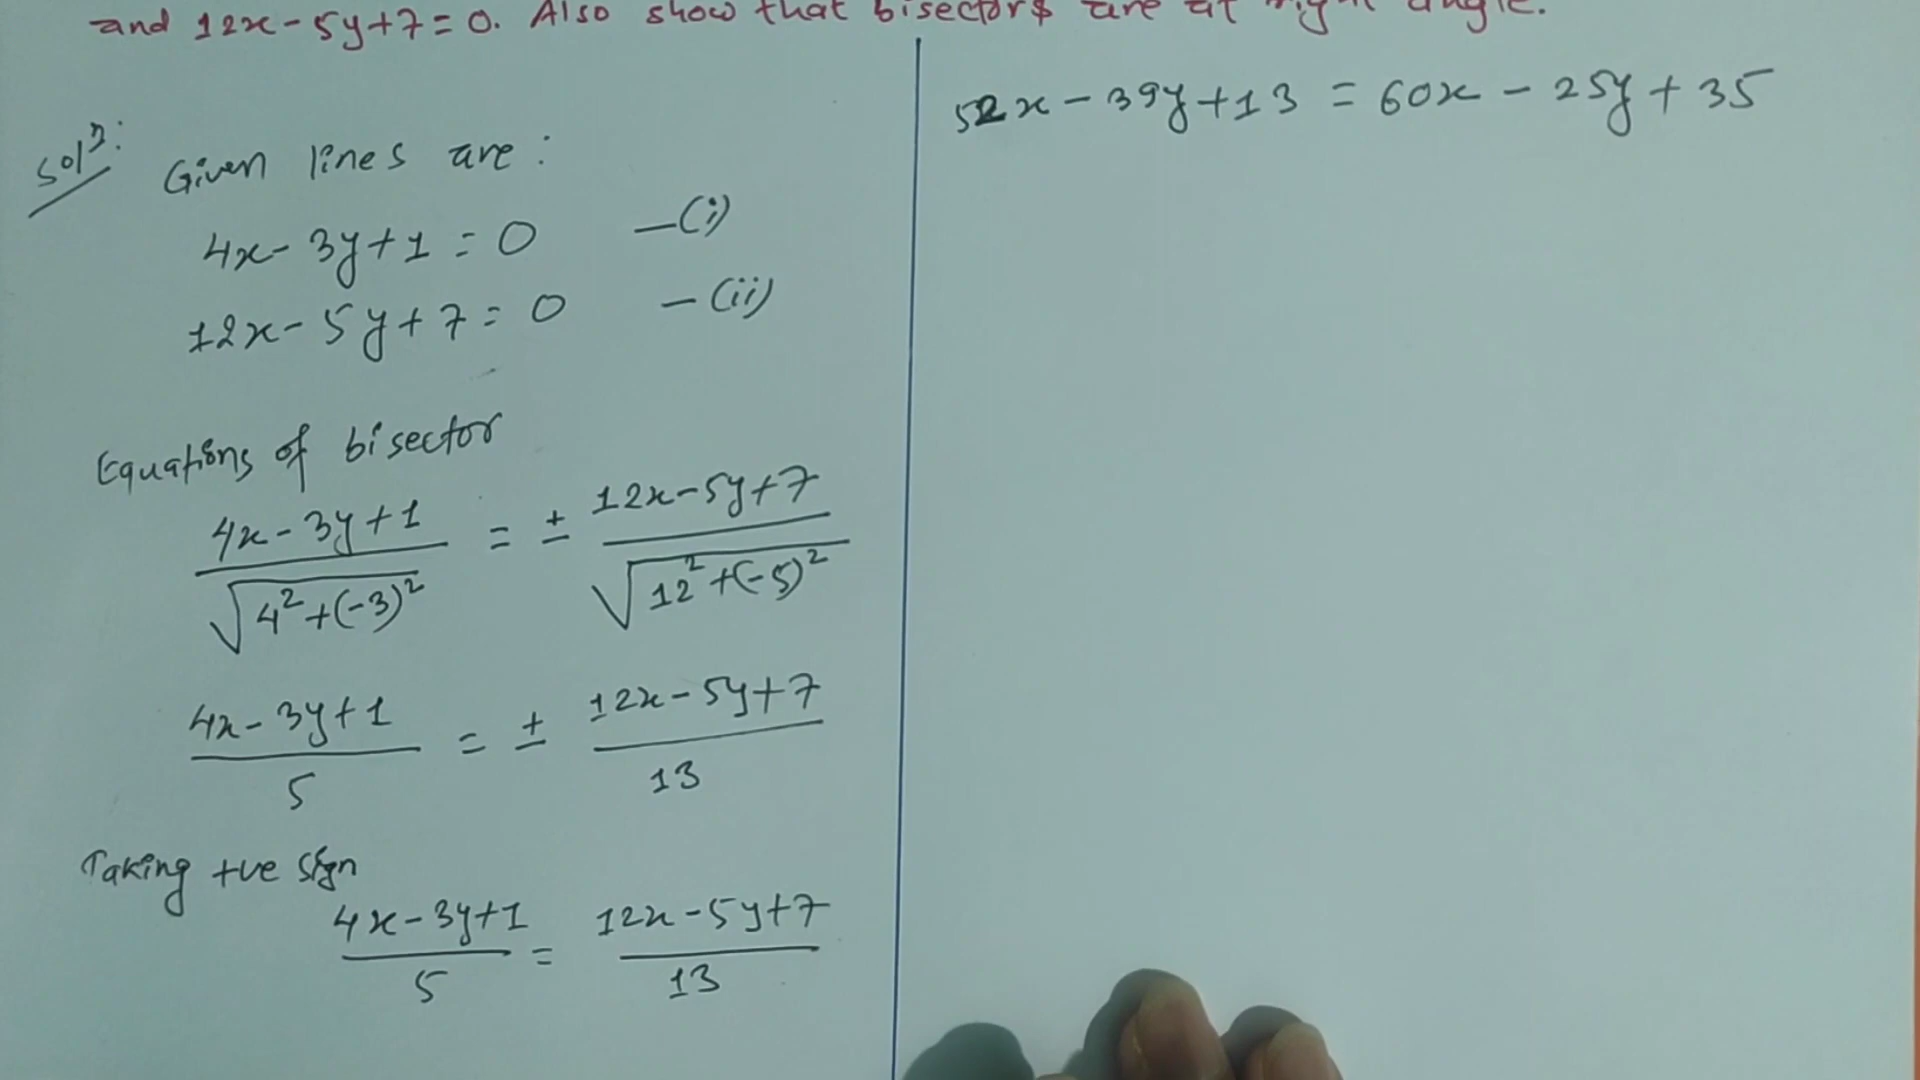 and 12x-5y+7=0. Also show that bisectors are at right angle.
Solⁿ:
Given lines are:
4x-3y+1=0 —(i)
12x-5y+7=0 —(ii)
Equations of bisector
(4x-3y+1)/√(4²+(-3)²) = ± (12x-5y+7)/√(12²+(-5)²)
(4x-3y+1)/5 = ± (12x-5y+7)/13
Taking +ve sign
(4x-3y+1)/5 = (12x-5y+7)/13
52x-39y+13 = 60x-25y+35